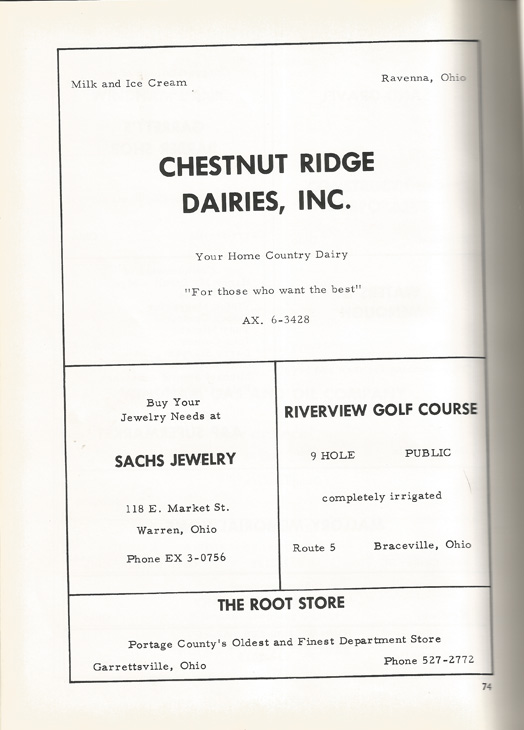 Milk and Ice Cream
Ravenna, Ohio
CHESTNUT RIDGE
DAIRIES, INC.
Your Home Country Dairy
"For those who want the best"
AX. 6-3428
Buy Your
Jewelry Needs at
SACHS JEWELRY
118 E. Market St.
Warren, Ohio
Phone EX 3-0756
RIVERVIEW GOLF COURSE
9 HOLE PUBLIC
completely irrigated
Route 5 Braceville, Ohio
THE ROOT STORE
Portage County's Oldest and Finest Department Store
Garrettsville, Ohio
Phone 527-2772
74